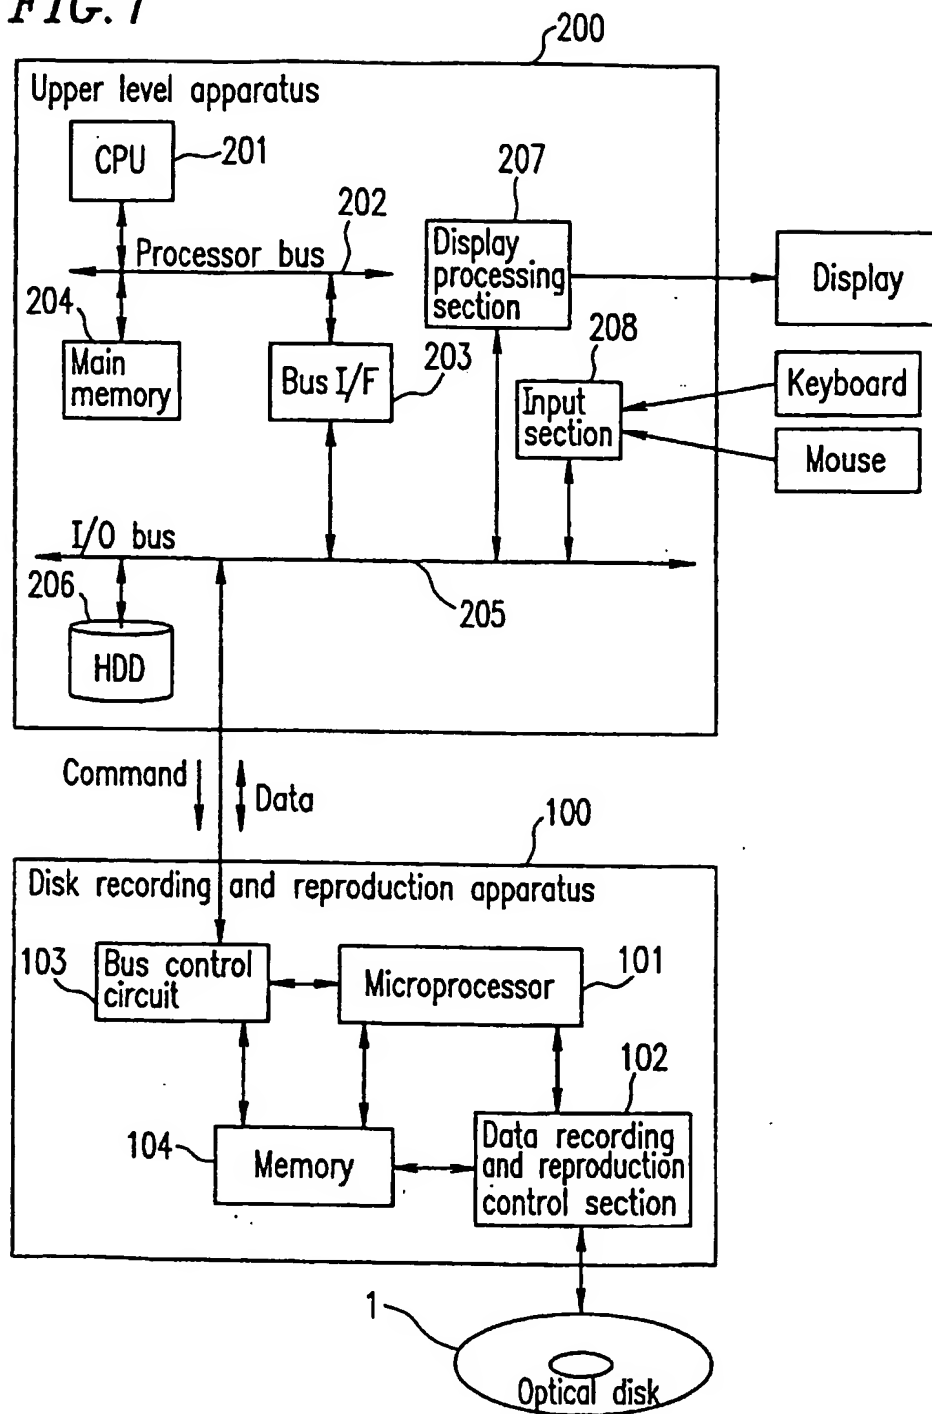 FIG. 7
200
Upper level apparatus
CPU
201
207
202
Processor bus
Display
processing
section
Display
204
208
Main
memory
Bus I/F
203
Input
section
Keyboard
Mouse
I/O bus
206
205
HDD
Command
Data
100
Disk recording and reproduction apparatus
103
Bus control
circuit
Microprocessor
101
102
104
Memory
Data recording
and reproduction
control section
1
Optical disk